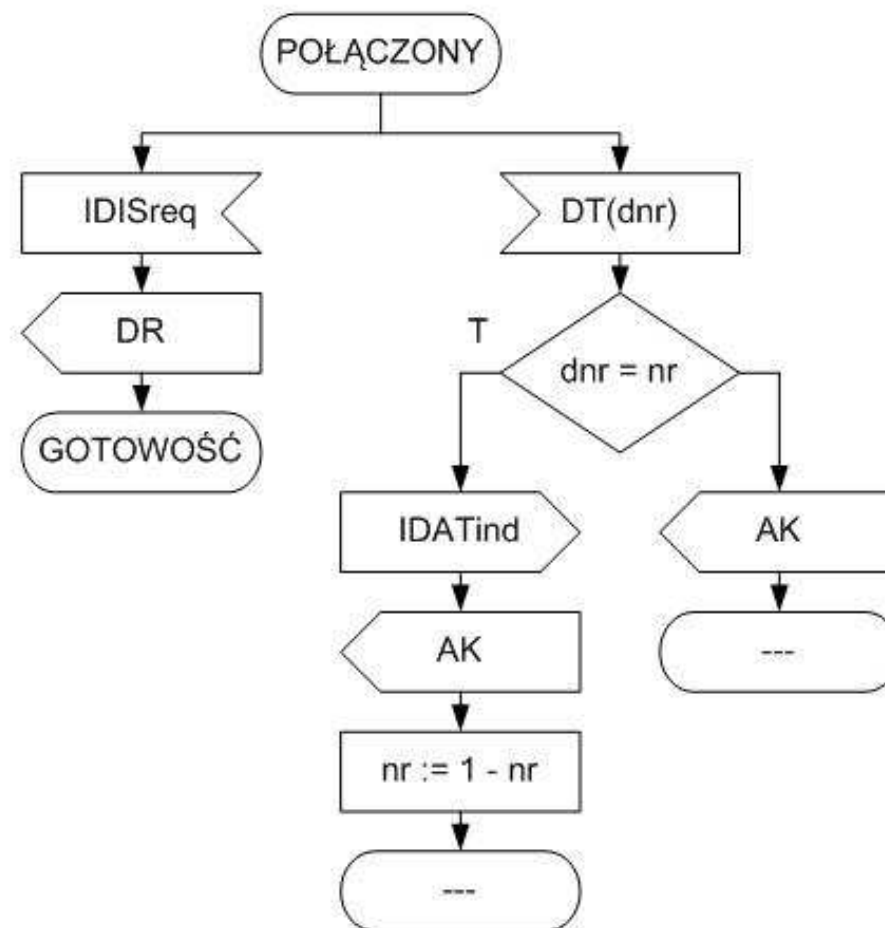 POŁĄCZONY
IDISreq
DT(dnr)
DR
T
dnr = nr
GOTOWOŚĆ
IDATind
AK
AK
---
nr := 1 - nr
---